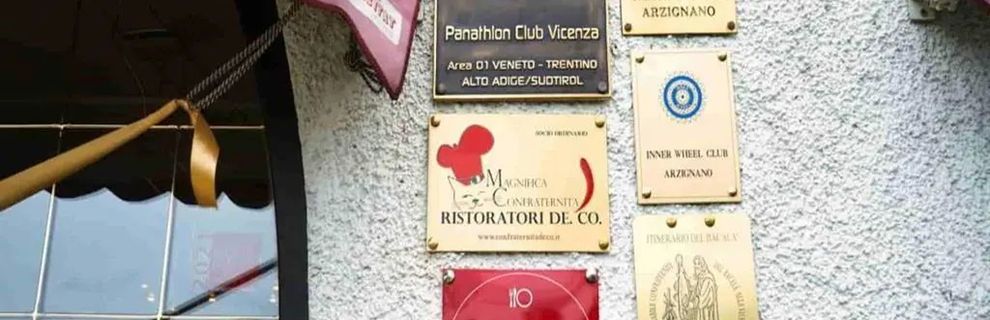 Panathlon Club Vicenza
Area 01 VENETO - TRENTINO
ALTO ADIGE/SUDTIROL
ARZIGNANO
SOCIO ORDINARIO
MAGNIFICA
CONFRATERNITA
RISTORATORI DE. CO.
www.confraternitadeco.it
INNER WHEEL CLUB
ARZIGNANO
ITINERARIO DEL BACALÀ